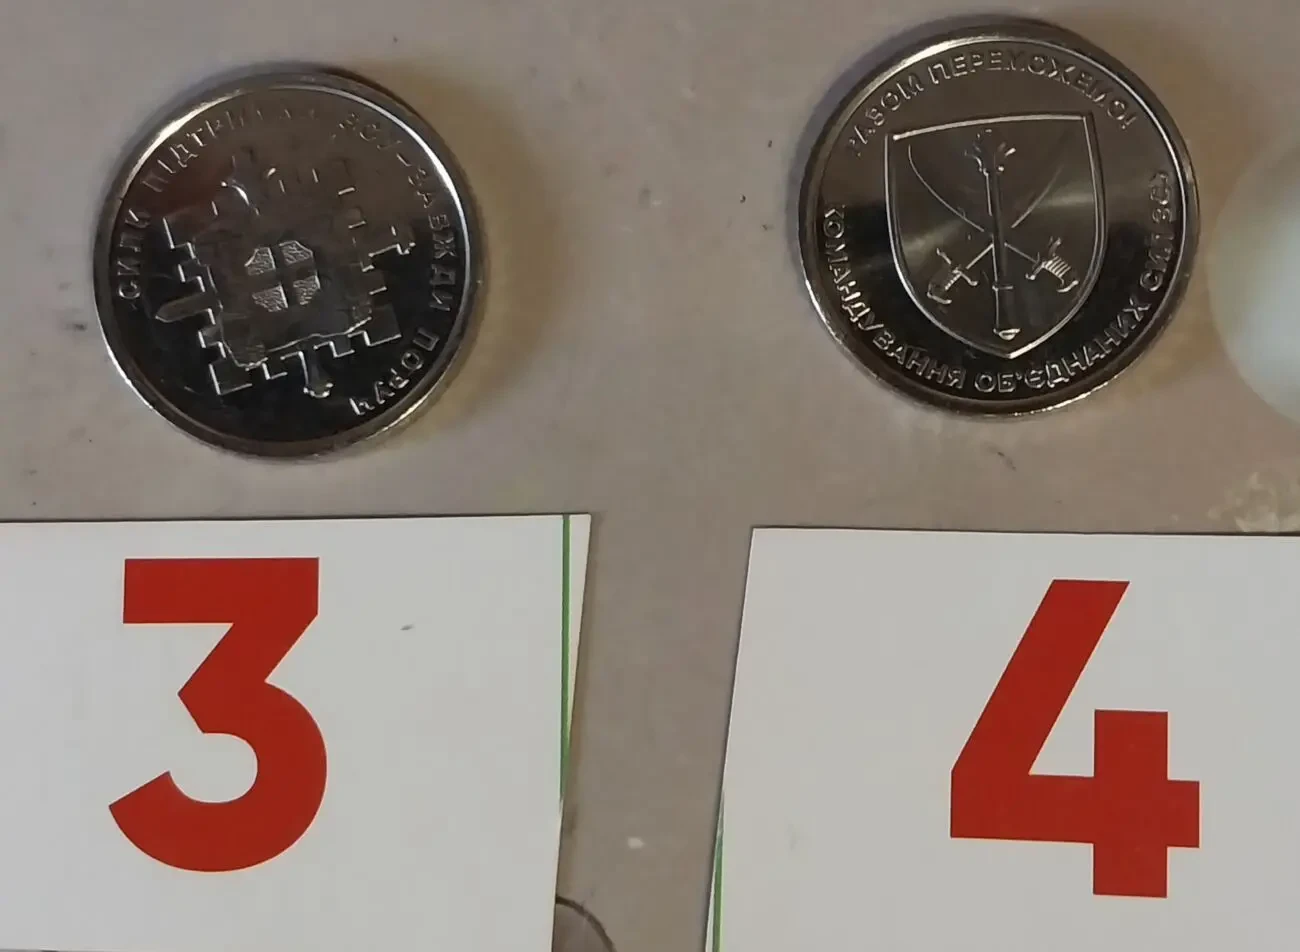 СИЛИ ПІДТРИМКИ ЗСУ-ЗАВЖДИ ПОРУЧ
РАЗОМ ПЕРЕМОЖЕМО!
КОМАНДУВАННЯ ОБ'ЄДНАНИХ СИЛ ЗСУ
3
4